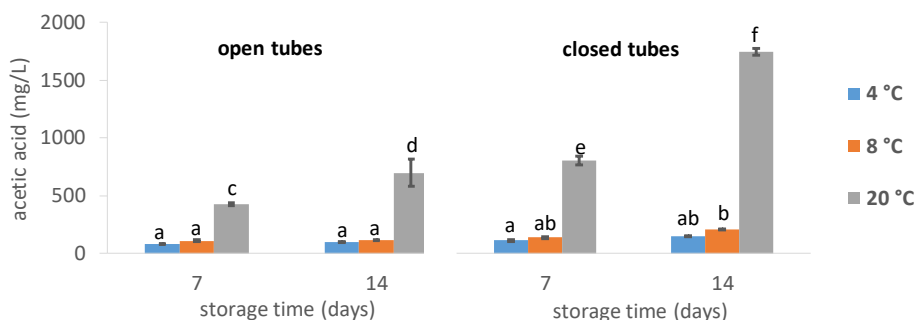 2000
1500
1000
500
0
acetic acid (mg/L)
open tubes
closed tubes
a a c
a a d
a ab e
ab b f
7 14 7 14
storage time (days) storage time (days)
4 °C
8 °C
20 °C